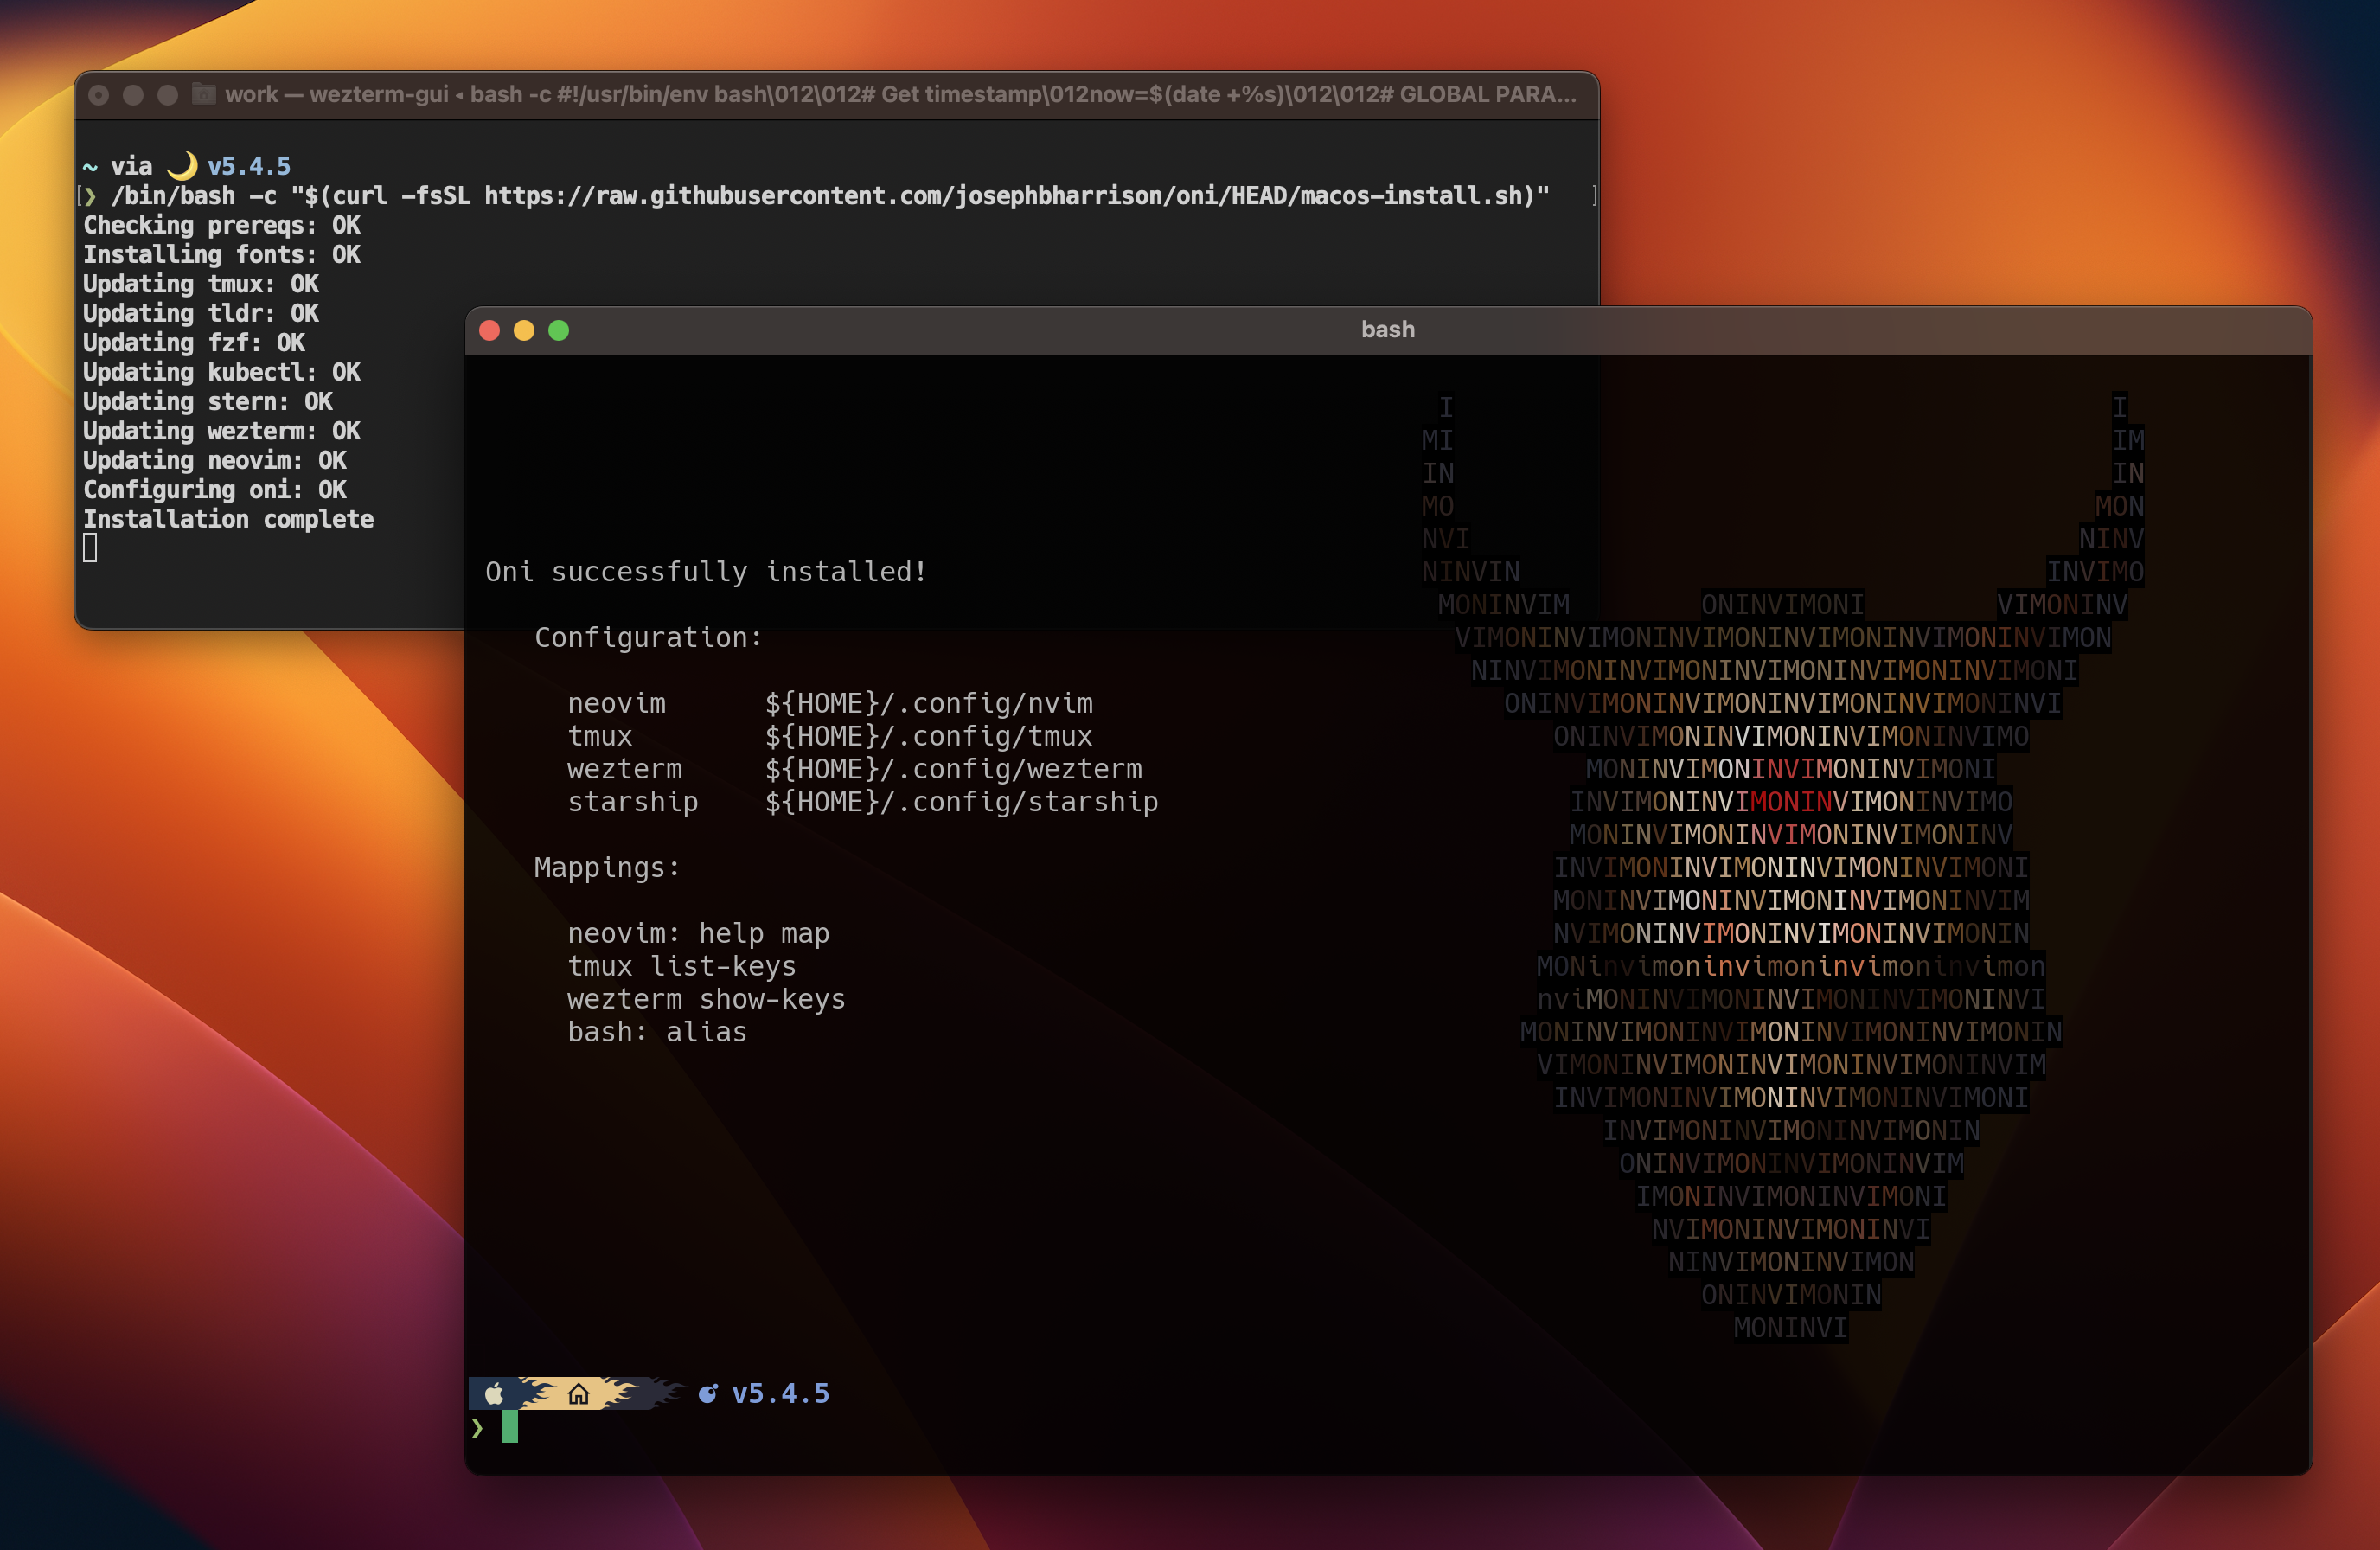 work — wezterm-gui ◂ bash -c #!/usr/bin/env bash\012\012# Get timestamp\012now=$(date +%s)\012\012# GLOBAL PARA...
~ via 🌙 v5.4.5
[❯ /bin/bash -c "$(curl -fsSL https://raw.githubusercontent.com/josephbharrison/oni/HEAD/macos-install.sh)" ]
Checking prereqs: OK
Installing fonts: OK
Updating tmux: OK
Updating tldr: OK
Updating fzf: OK
Updating kubectl: OK
Updating stern: OK
Updating wezterm: OK
Updating neovim: OK
Configuring oni: OK
Installation complete
bash
Oni successfully installed!
Configuration:
neovim ${HOME}/.config/nvim
tmux ${HOME}/.config/tmux
wezterm ${HOME}/.config/wezterm
starship ${HOME}/.config/starship
Mappings:
neovim: help map
tmux list-keys
wezterm show-keys
bash: alias
I I
MI IM
IN IN
MO MON
NVI NINV
NINVIN INVIMO
MONINVIM ONINVIMONI VIMONINV
VIMONINVIMONINVIMONINVIMONINVIMONINVIMON
NINVIMONINVIMONINVIMONINVIMONINVIMONI
ONINVIMONINVIMONINVIMONINVIMONINVI
ONINVIMONINVIMONINVIMONINVIMO
MONINVIMONINVIMONINVIMONI
INVIMONINVIMONINVIMONINVIMO
MONINVIMONINVIMONINVIMONINV
INVIMONINVIMONINVIMONINVIMONI
MONINVIMONINVIMONINVIMONINVIM
NVIMONINVIMONINVIMONINVIMONIN
MONinvimoninvimoninvimoninvimon
nviMONINVIMONINVIMONINVIMONINVI
MONINVIMONINVIMONINVIMONINVIMONIN
VIMONINVIMONINVIMONINVIMONINVIM
INVIMONINVIMONINVIMONINVIMONI
INVIMONINVIMONINVIMONIN
ONINVIMONINVIMONINVIM
IMONINVIMONINVIMONI
NVIMONINVIMONINVI
NINVIMONINVIMON
ONINVIMONIN
MONINVI
v5.4.5
❯